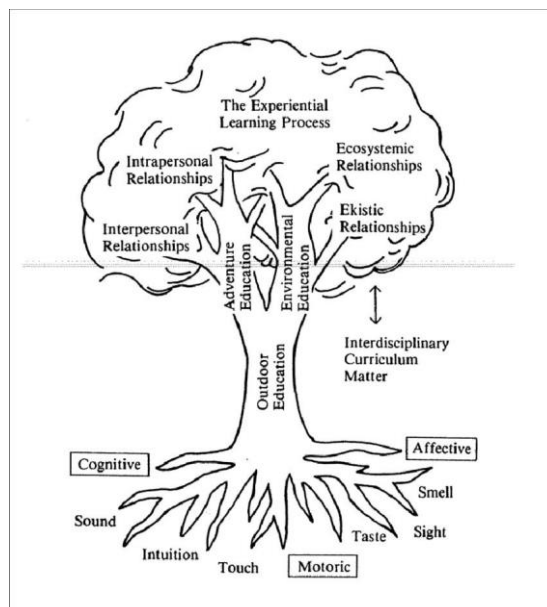 The Experiential
Learning Process
Intrapersonal
Relationships
Ecosystemic
Relationships
Interpersonal
Relationships
Ekistic
Relationships
Adventure
Education
Environmental
Education
Interdisciplinary
Curriculum
Matter
Outdoor
Education
Cognitive
Affective
Sound
Intuition
Touch
Motoric
Taste
Sight
Smell